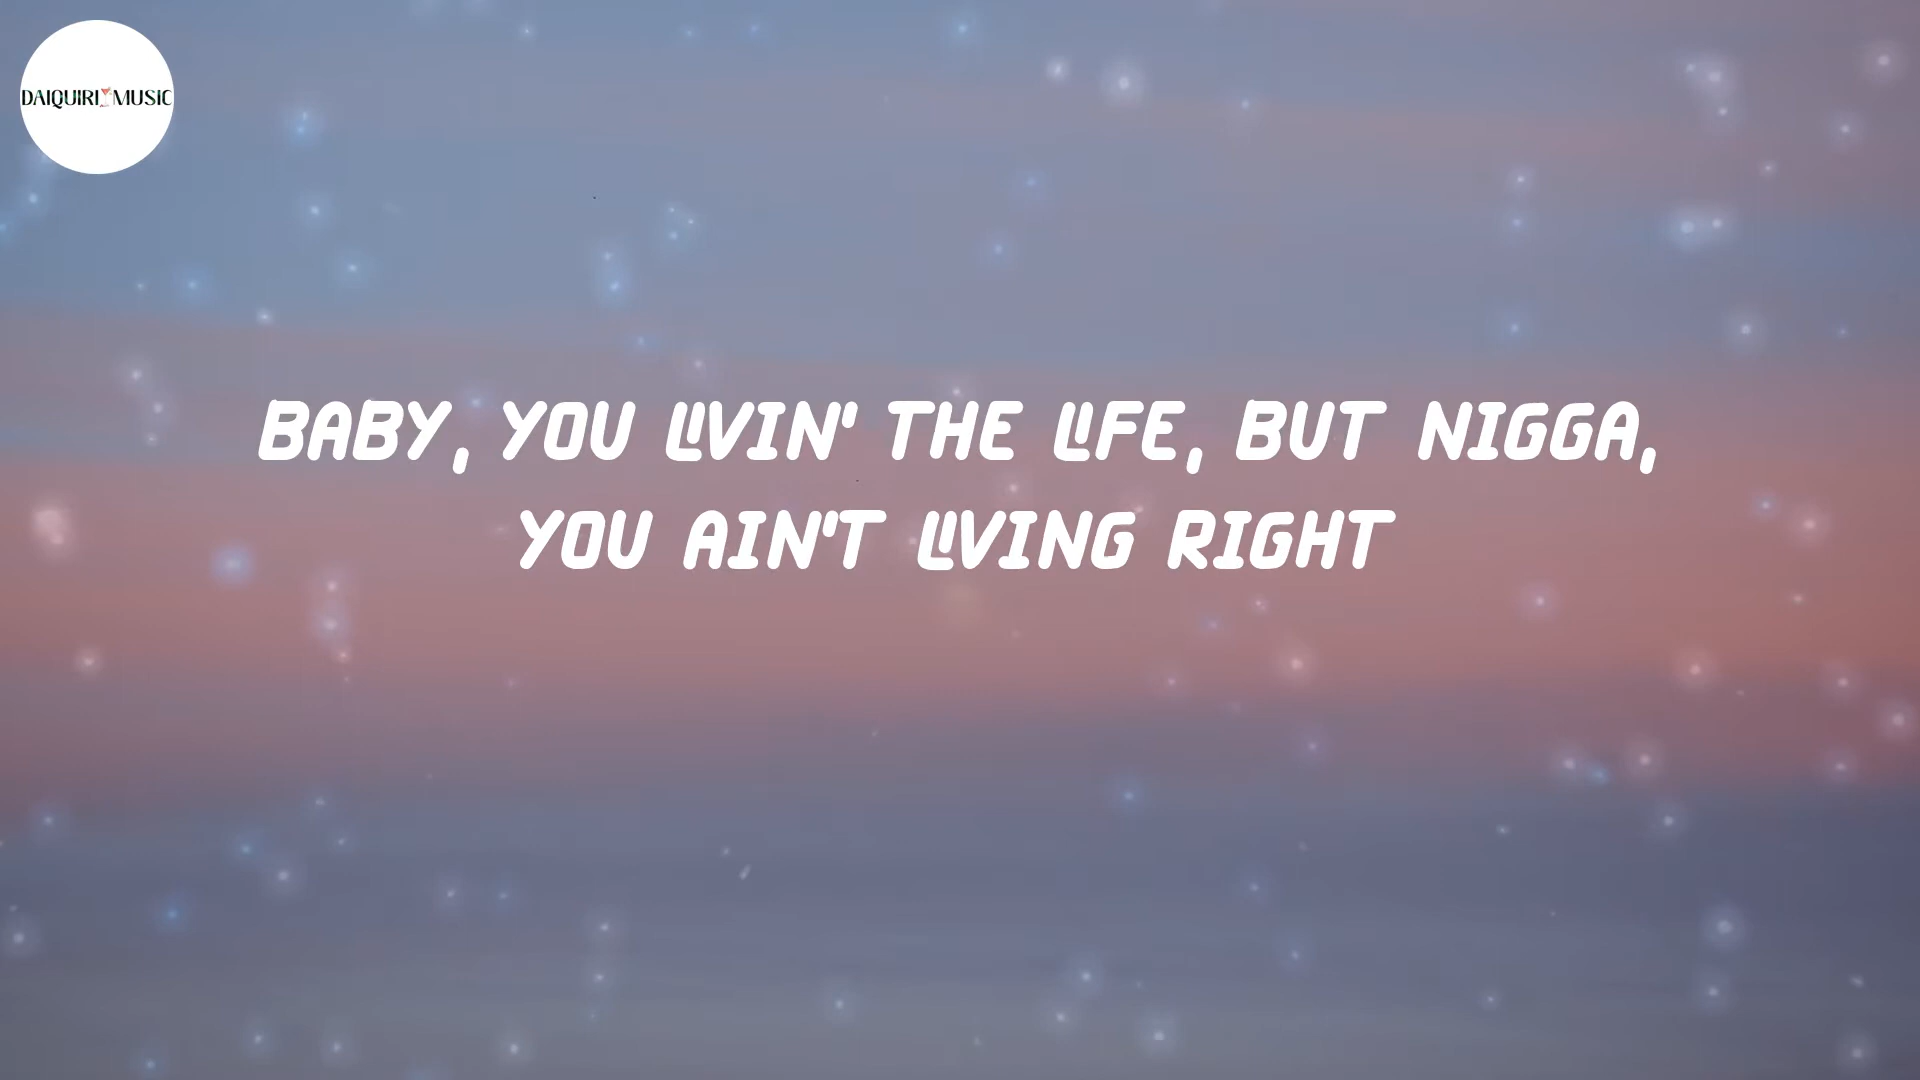 DAIQUIRI MUSIC
BABY, YOU LIVIN' THE LIFE, BUT NIGGA,
YOU AIN'T LIVING RIGHT